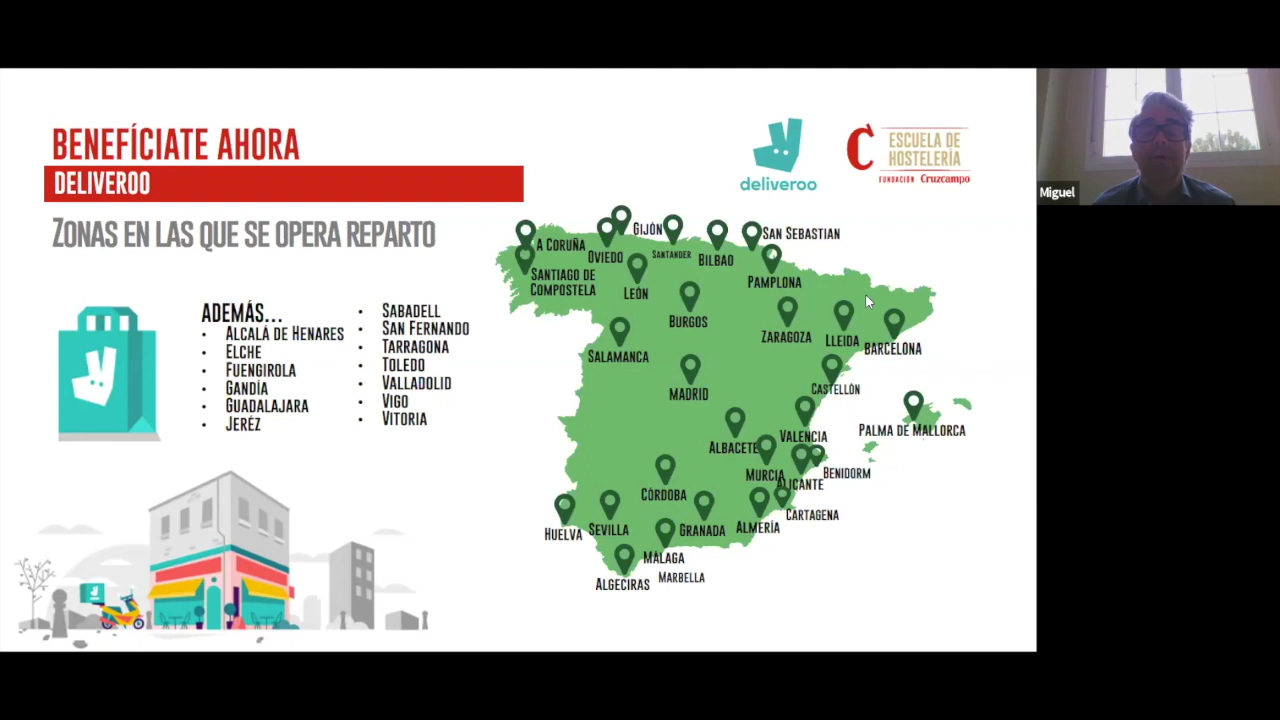 BENEFÍCIATE AHORA
DELIVEROO
ZONAS EN LAS QUE SE OPERA REPARTO
deliveroo
C
ESCUELA DE
HOSTELERÍA
FUNDACIÓN Cruzcampo
Miguel
ADEMÁS...
• ALCALÁ DE HENARES
• ELCHE
• FUENGIROLA
• GANDÍA
• GUADALAJARA
• JERÉZ
• SABADELL
• SAN FERNANDO
• TARRAGONA
• TOLEDO
• VALLADOLID
• VIGO
• VITORIA
A CORUÑA
SANTIAGO DE
COMPOSTELA
OVIEDO
GIJÓN
SANTANDER
BILBAO
SAN SEBASTIAN
PAMPLONA
LEÓN
BURGOS
ZARAGOZA
LLEIDA
BARCELONA
SALAMANCA
MADRID
CASTELLÓN
PALMA DE MALLORCA
ALBACETE
VALENCIA
MURCIA
ALICANTE
BENIDORM
CÓRDOBA
CARTAGENA
HUELVA
SEVILLA
GRANADA
ALMERÍA
MÁLAGA
MARBELLA
ALGECIRAS